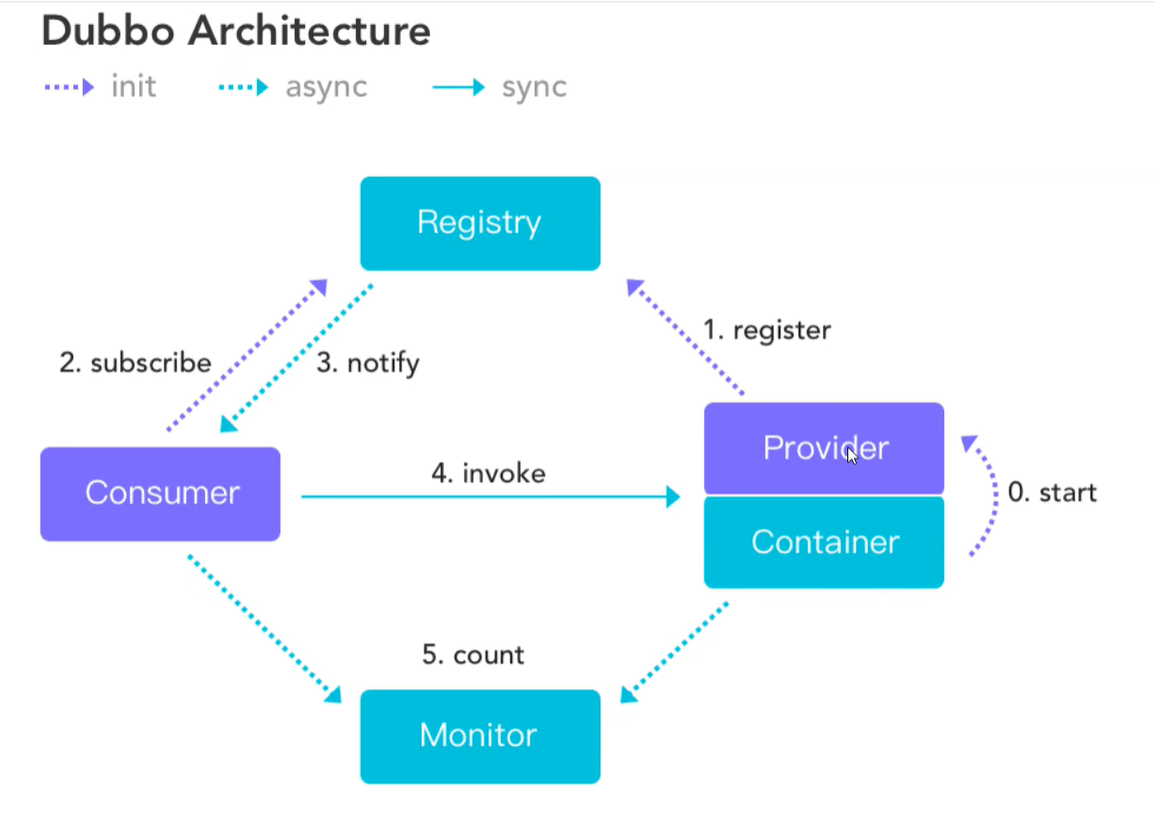 Dubbo Architecture
init async sync
Registry
1. register
2. subscribe 3. notify
Provider
4. invoke
Consumer
0. start
Container
5. count
Monitor